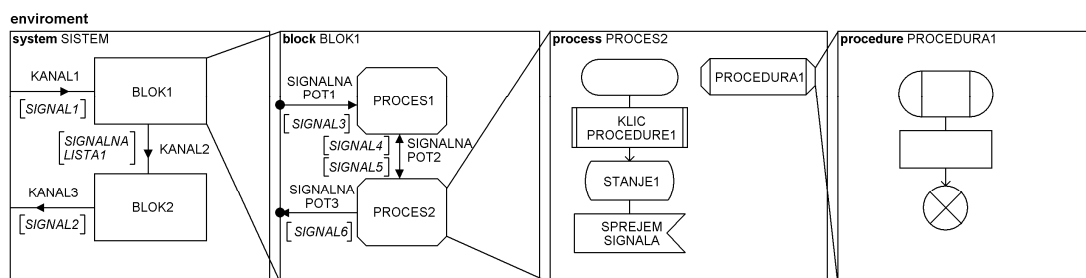 enviroment
system SISTEM
KANAL1
[SIGNAL1]
BLOK1
[SIGNALNA
LISTA1]
KANAL2
KANAL3
[SIGNAL2]
BLOK2
block BLOK1
SIGNALNA
POT1
[SIGNAL3]
PROCES1
[SIGNAL4]
[SIGNAL5]
SIGNALNA
POT2
SIGNALNA
POT3
[SIGNAL6]
PROCES2
process PROCES2
PROCEDURA1
KLIC
PROCEDURE1
STANJE1
SPREJEM
SIGNALA
procedure PROCEDURA1